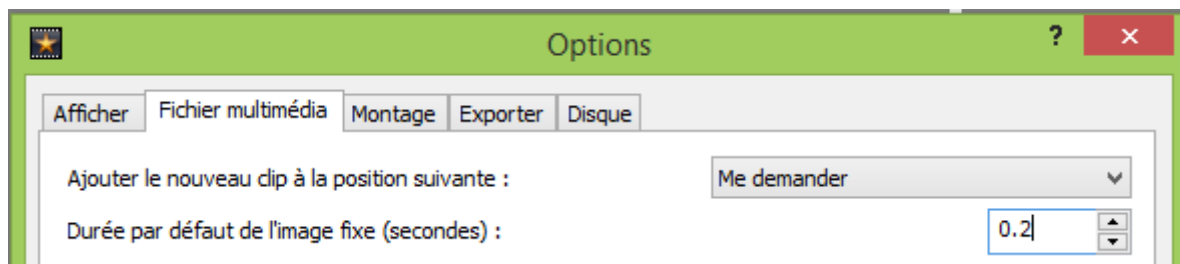 Options ? ×
Afficher Fichier multimédia Montage Exporter Disque
Ajouter le nouveau clip à la position suivante : Me demander
Durée par défaut de l'image fixe (secondes) : 0.2